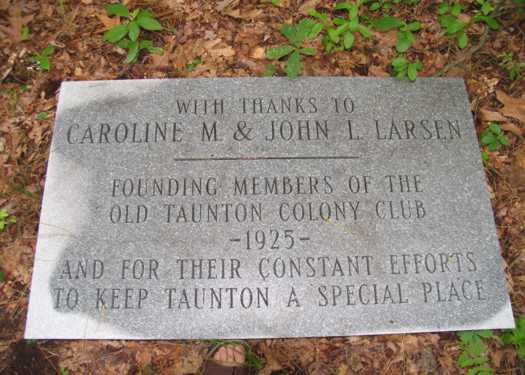 WITH THANKS TO
CAROLINE M. & JOHN L. LARSEN
FOUNDING MEMBERS OF THE
OLD TAUNTON COLONY CLUB
-1925-
AND FOR THEIR CONSTANT EFFORTS
TO KEEP TAUNTON A SPECIAL PLACE